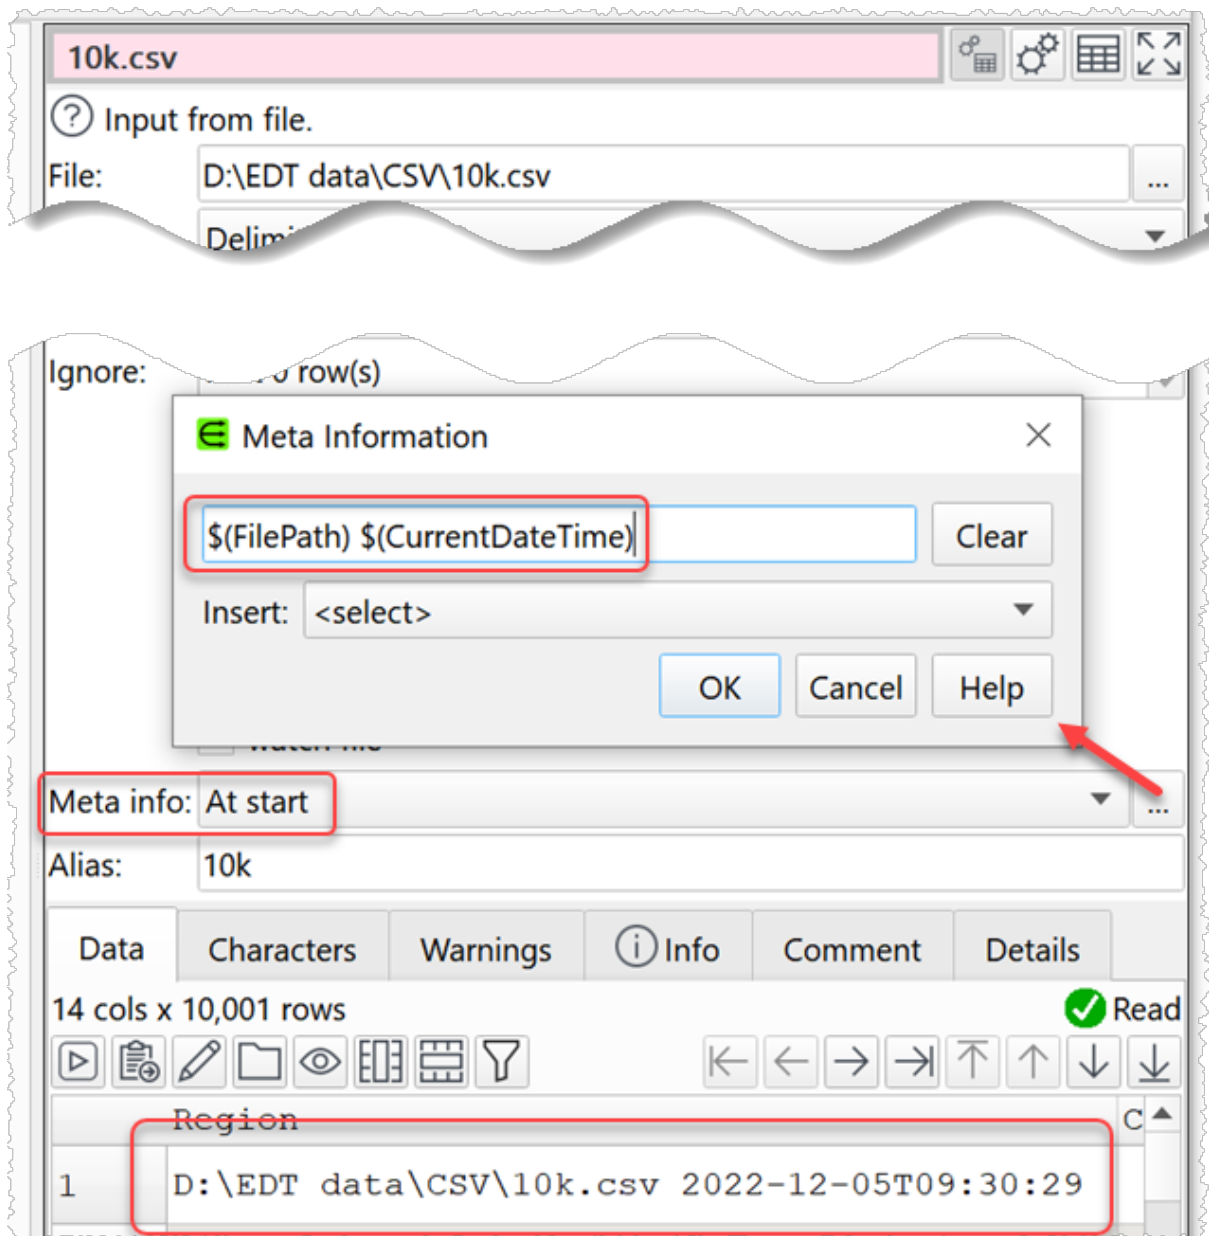 10k.csv
? Input from file.
File: D:\EDT data\CSV\10k.csv ...
Ignore: row(s)
Meta Information
$(FilePath) $(CurrentDateTime) Clear
Insert: <select>
OK Cancel Help
Meta info: At start ...
Alias: 10k
Data Characters Warnings i Info Comment Details
14 cols x 10,001 rows Read
Region C
1 D:\EDT data\CSV\10k.csv 2022-12-05T09:30:29